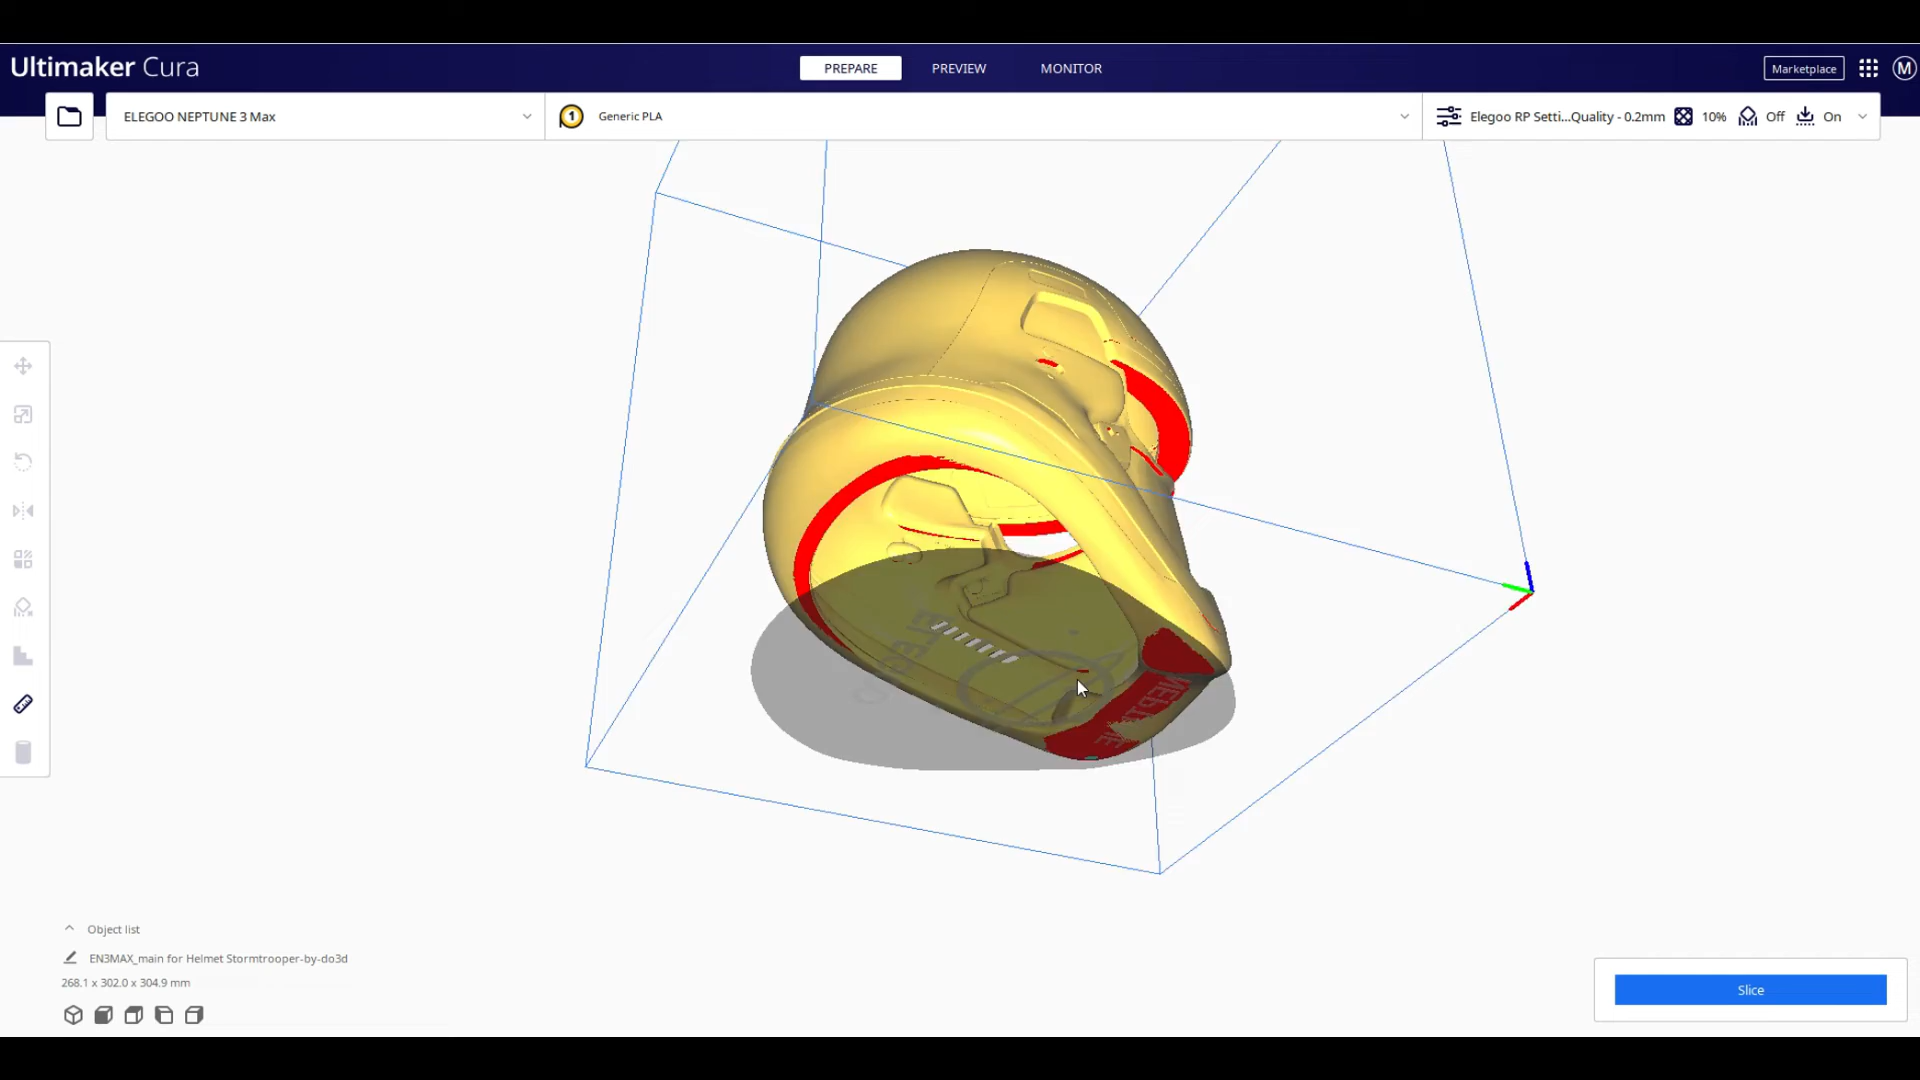 Ultimaker Cura
PREPARE
PREVIEW
MONITOR
Marketplace
M
ELEGOO NEPTUNE 3 Max
1
Generic PLA
Elegoo RP Setti...Quality - 0.2mm
10%
Off
On
ELEGOO
NEPTUNE
Object list
EN3MAX_main for Helmet Stormtrooper-by-do3d
268.1 x 302.0 x 304.9 mm
Slice